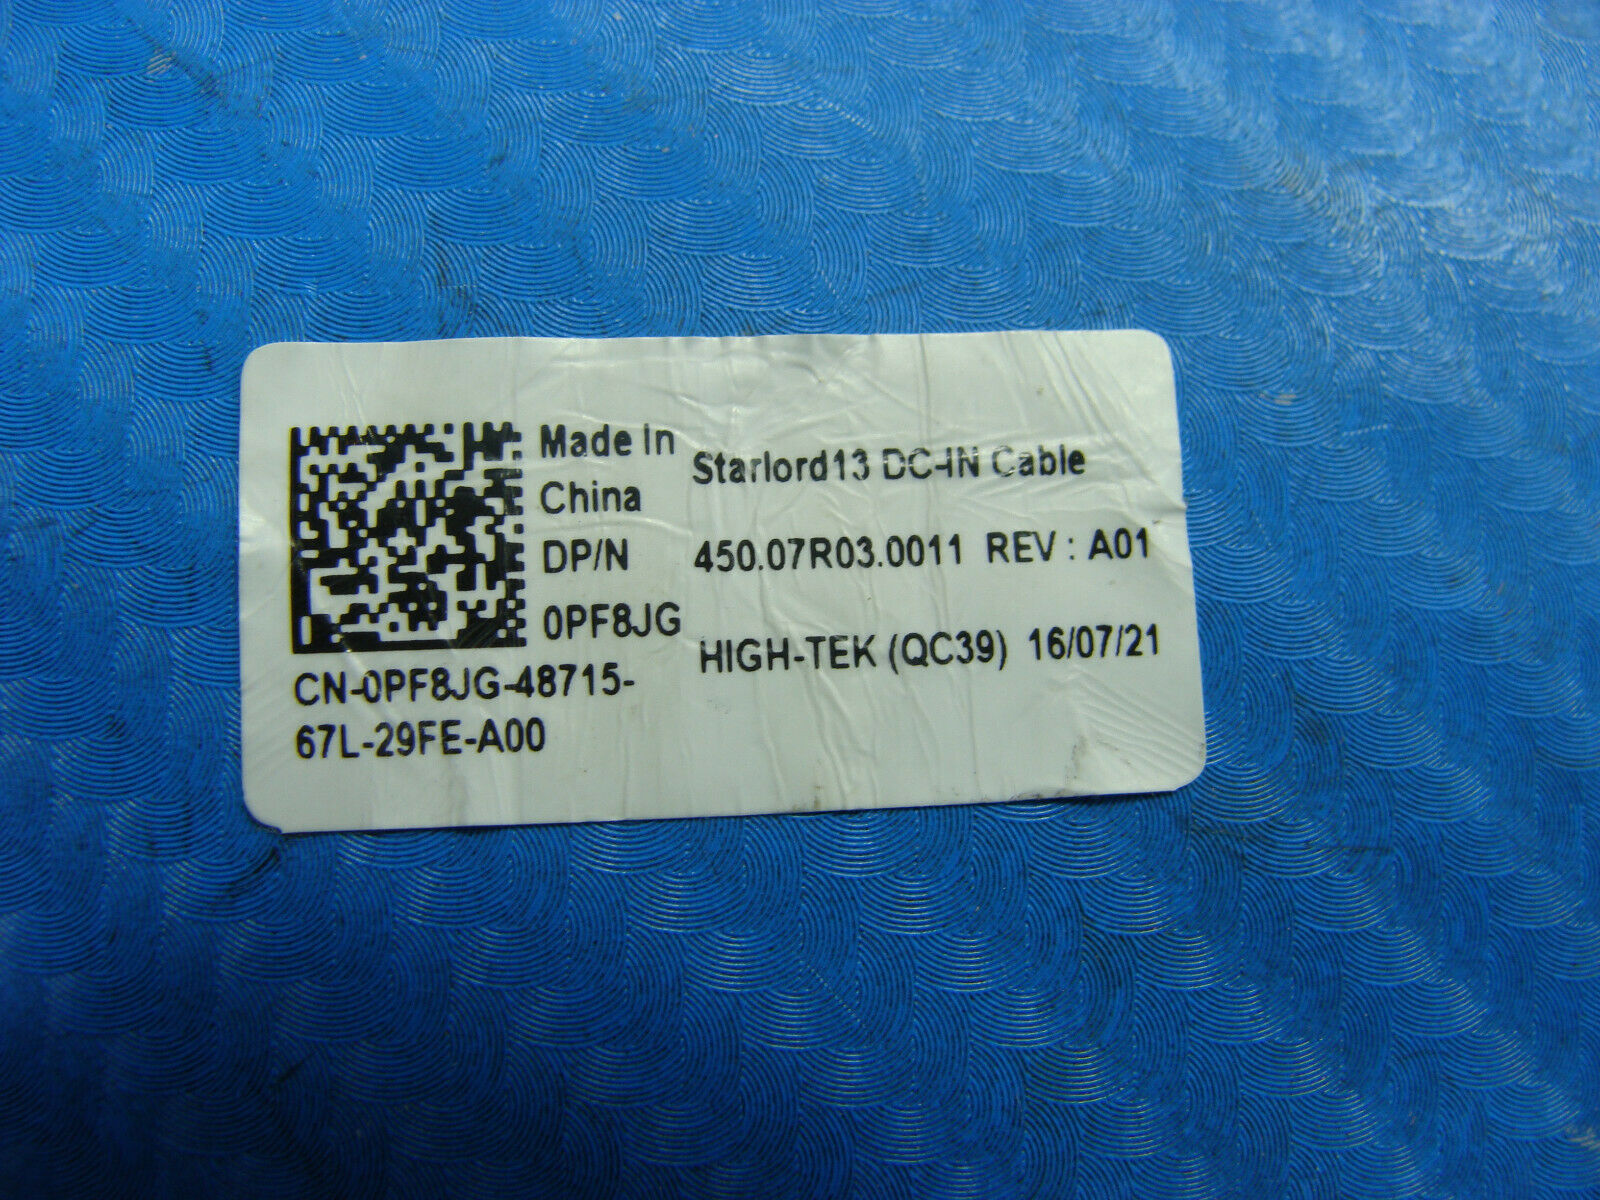 Made In
China
DP/N
0PF8JG
CN-0PF8JG-48715-
67L-29FE-A00
Starlord13 DC-IN Cable
450.07R03.0011 REV : A01
HIGH-TEK (QC39) 16/07/21